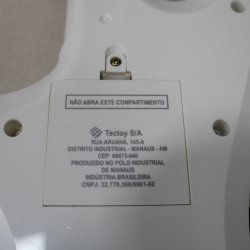 NÃO ABRA ESTE COMPARTIMENTO
Tectoy S/A
RUA ARUANÃ, 145-A
DISTRITO INDUSTRIAL - MANAUS - AM
CEP: 69075-040
PRODUZIDO NO PÓLO INDUSTRIAL
DE MANAUS
INDÚSTRIA BRASILEIRA
CNPJ: 22.770.366/0001-82